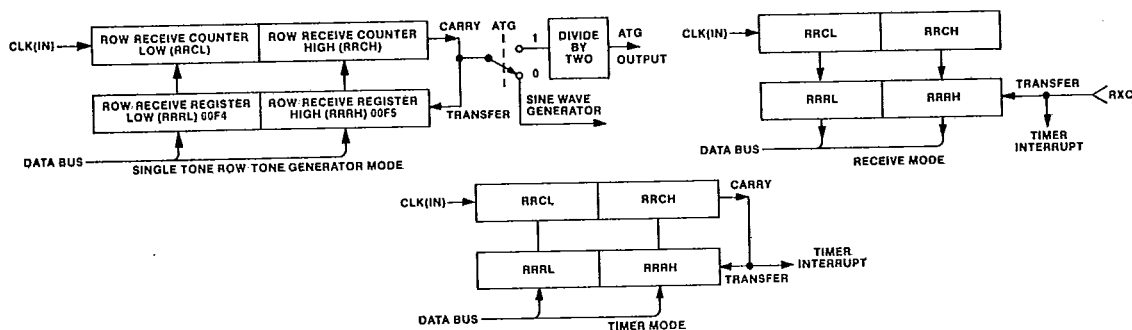 CLK(IN)
ROW RECEIVE COUNTER
LOW (RRCL)
ROW RECEIVE COUNTER
HIGH (RRCH)
CARRY
ATG
1
0
DIVIDE
BY
TWO
ATG
OUTPUT
SINE WAVE
GENERATOR
ROW RECEIVE REGISTER
LOW (RRRL) 00F4
ROW RECEIVE REGISTER
HIGH (RRRH) 00F5
TRANSFER
DATA BUS
SINGLE TONE ROW-TONE GENERATOR MODE
CLK(IN)
RRCL
RRCH
RRRL
RRRH
TRANSFER
RXC
TIMER
INTERRUPT
DATA BUS
RECEIVE MODE
CLK(IN)
RRCL
RRCH
CARRY
RRRL
RRRH
TRANSFER
TIMER
INTERRUPT
DATA BUS
TIMER MODE